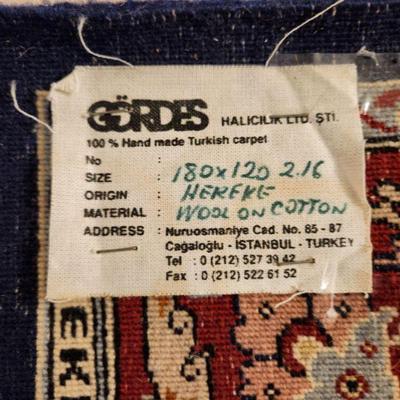 GÖRDES HALICILIK LTD. ŞTİ.
100 % Hand made Turkish carpet
No :
SIZE : 180x120 2.16
ORIGIN : HEREKE
MATERIAL : WOOL ON COTTON
ADDRESS : Nuruosmaniye Cad. No. 85 - 87
Cağaloğlu - İSTANBUL - TURKEY
Tel : 0 (212) 527 39 42
Fax : 0 (212) 522 61 52
EK